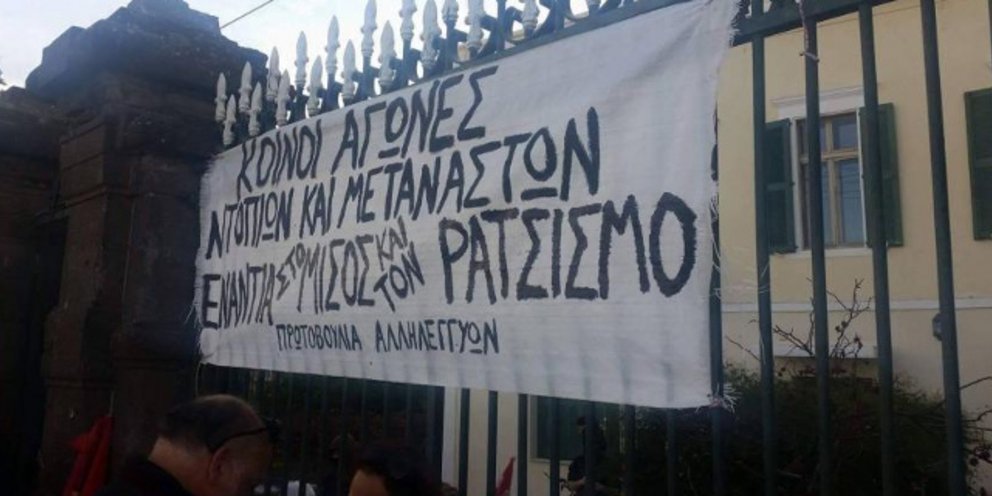 ΚΟΙΝΟΙ ΑΓΩΝΕΣ
ΝΤΟΠΙΩΝ ΚΑΙ ΜΕΤΑΝΑΣΤΩΝ
ΕΝΑΝΤΙΑ ΣΤΟ ΜΙΣΟΣ ΚΑΙ ΤΟΝ ΡΑΤΣΙΣΜΟ
ΠΡΩΤΟΒΟΥΛΙΑ ΑΛΛΗΛΕΓΓΥΩΝ